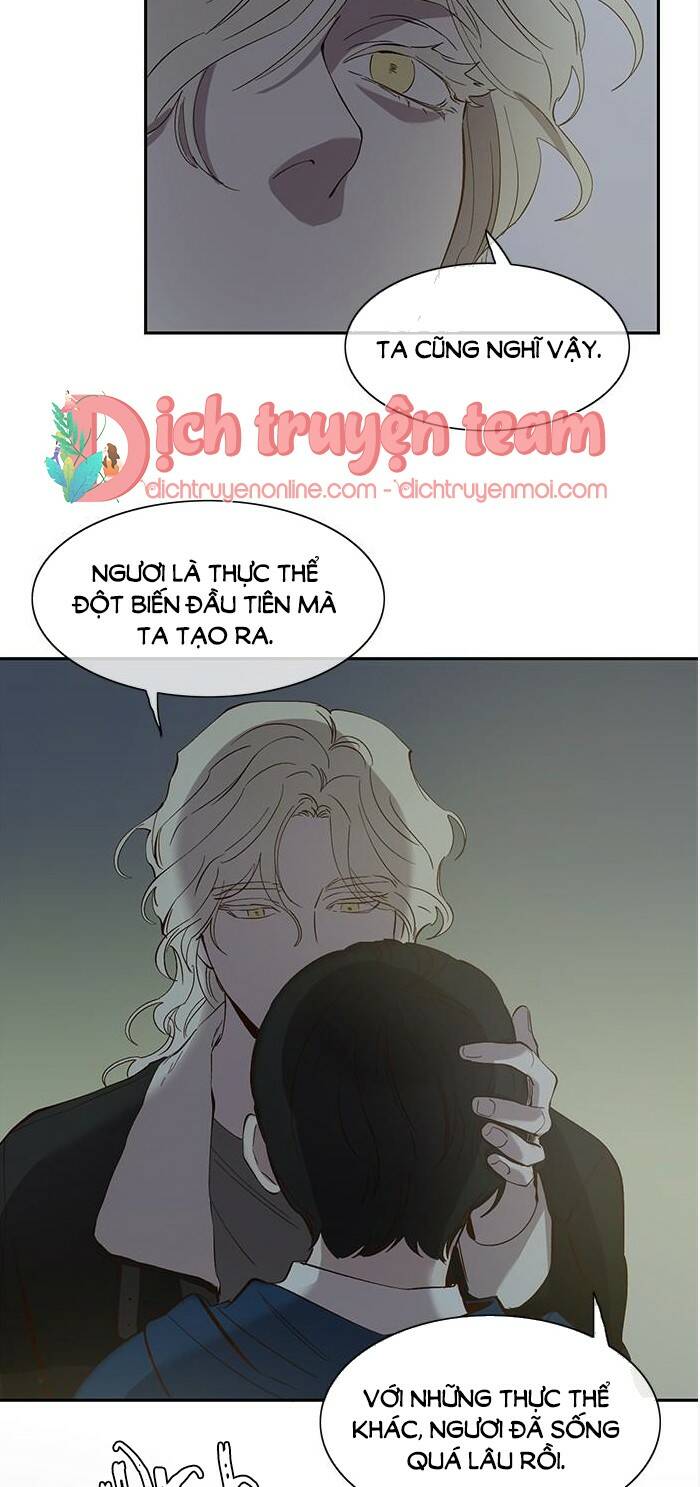 TA CŨNG NGHĨ VẬY.
Dịch truyện team
dichtruyenonline.com - dichtruyenmoi.com
NGƯƠI LÀ THỰC THỂ
ĐỘT BIẾN ĐẦU TIÊN MÀ
TA TẠO RA.
VỚI NHỮNG THỰC THỂ
KHÁC, NGƯƠI ĐÃ SỐNG
QUÁ LÂU RỒI.